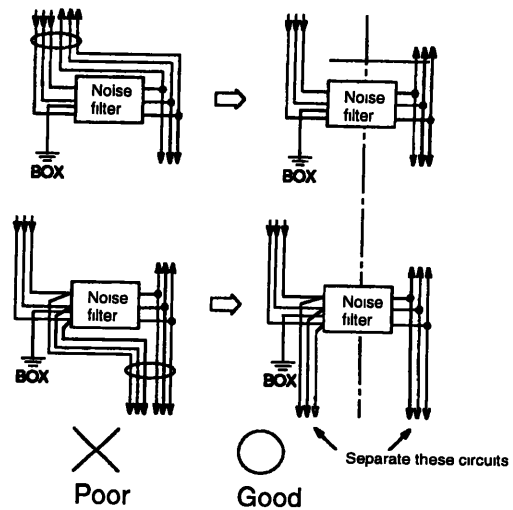 Noise
filter
BOX
Noise
filter
BOX
Noise
filter
BOX
Noise
filter
BOX
Separate these circuits
Poor
Good